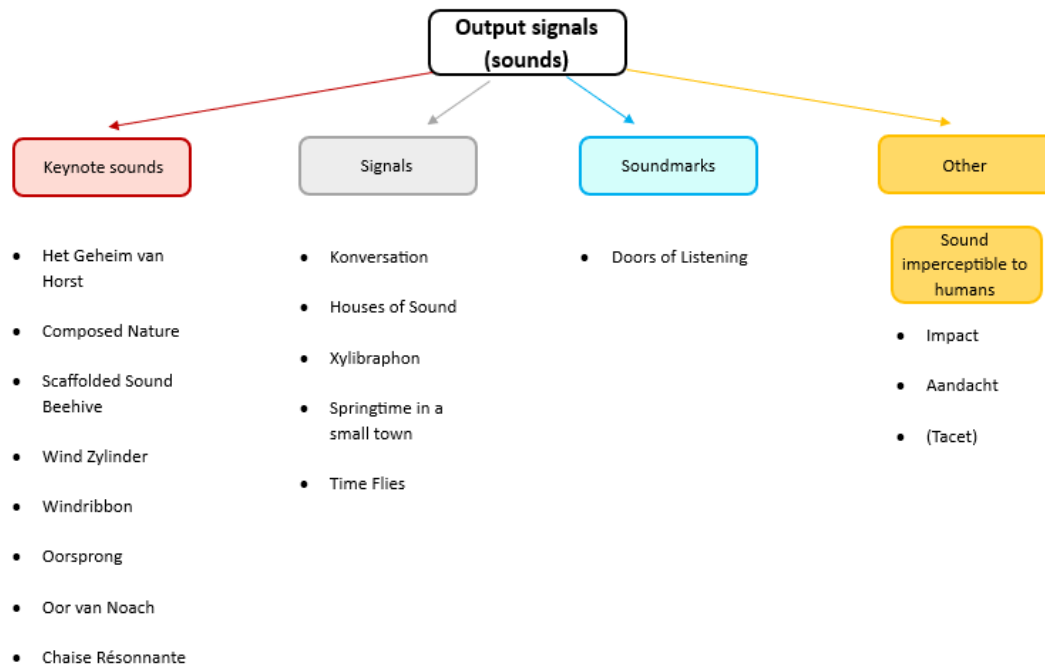 Output signals
(sounds)
Keynote sounds
Signals
Soundmarks
Other
• Het Geheim van
Horst
• Composed Nature
• Scaffolded Sound
Beehive
• Wind Zylinder
• Windribbon
• Oorsprong
• Oor van Noach
• Chaise Résonnante
• Konversation
• Houses of Sound
• Xylibraphon
• Springtime in a
small town
• Time Flies
• Doors of Listening
Sound
imperceptible to
humans
• Impact
• Aandacht
• (Tacet)